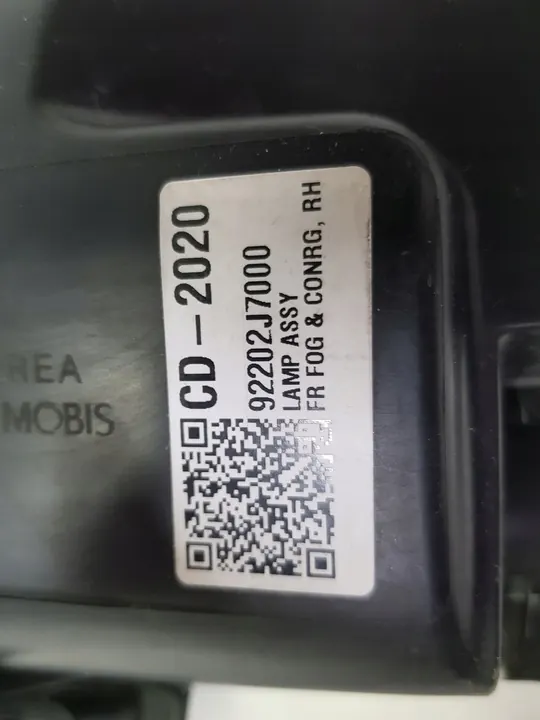 CD-2020
92202J7000
LAMP ASSY
FR FOG & CONRG, RH
REA
MOBIS